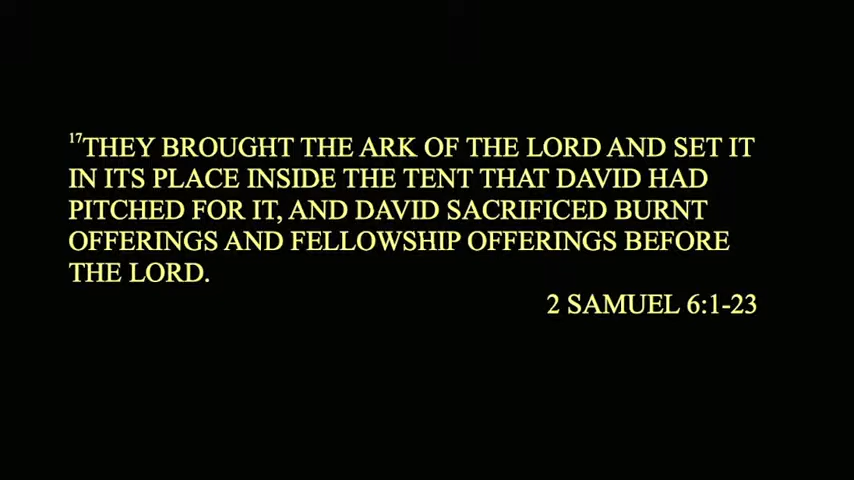 17THEY BROUGHT THE ARK OF THE LORD AND SET IT
IN ITS PLACE INSIDE THE TENT THAT DAVID HAD
PITCHED FOR IT, AND DAVID SACRIFICED BURNT
OFFERINGS AND FELLOWSHIP OFFERINGS BEFORE
THE LORD.
2 SAMUEL 6:1-23